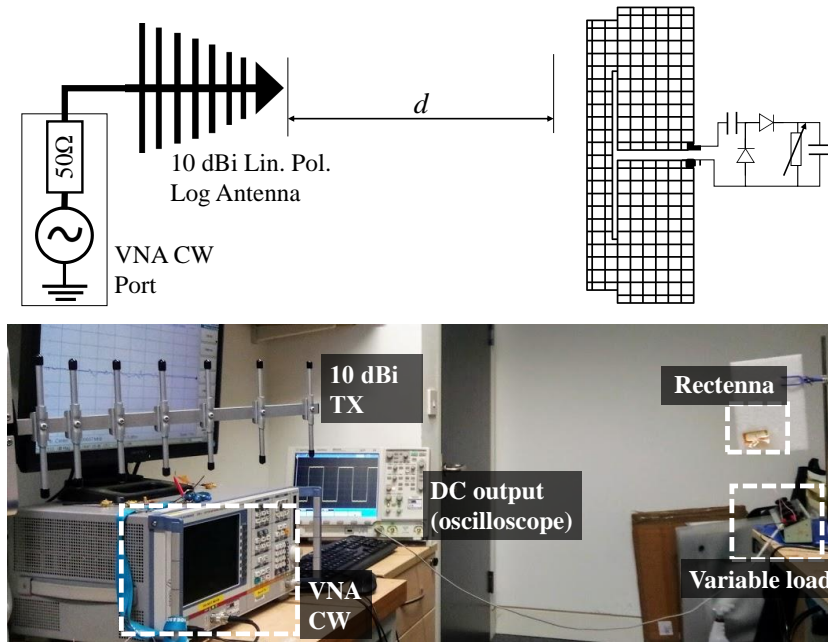 d
50Ω
10 dBi Lin. Pol.
Log Antenna
VNA CW
Port
10 dBi
TX
Rectenna
DC output
(oscilloscope)
VNA
CW
Variable load